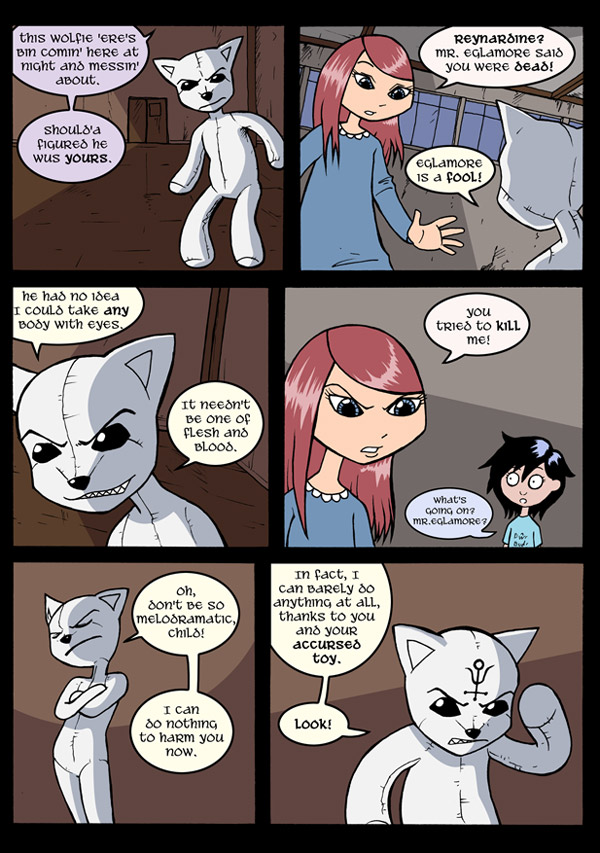 this wolfie 'ere's
bin comin' here at
night and messin'
about.
should'a
figured he
wus yours.
Reynardine?
Mr. Eglamore said
you were dead!
Eglamore
is a fool!
he had no idea
I could take any
body with eyes.
It needn't
be one of
flesh and
blood.
you
tried to kill
me!
what's
going on?
Mr.Eglamore?
Oh,
don't be so
melodramatic,
child!
I can
do nothing
to harm you
now.
In fact, I
can barely do
anything at all,
thanks to you
and your
accursed
toy.
Look!